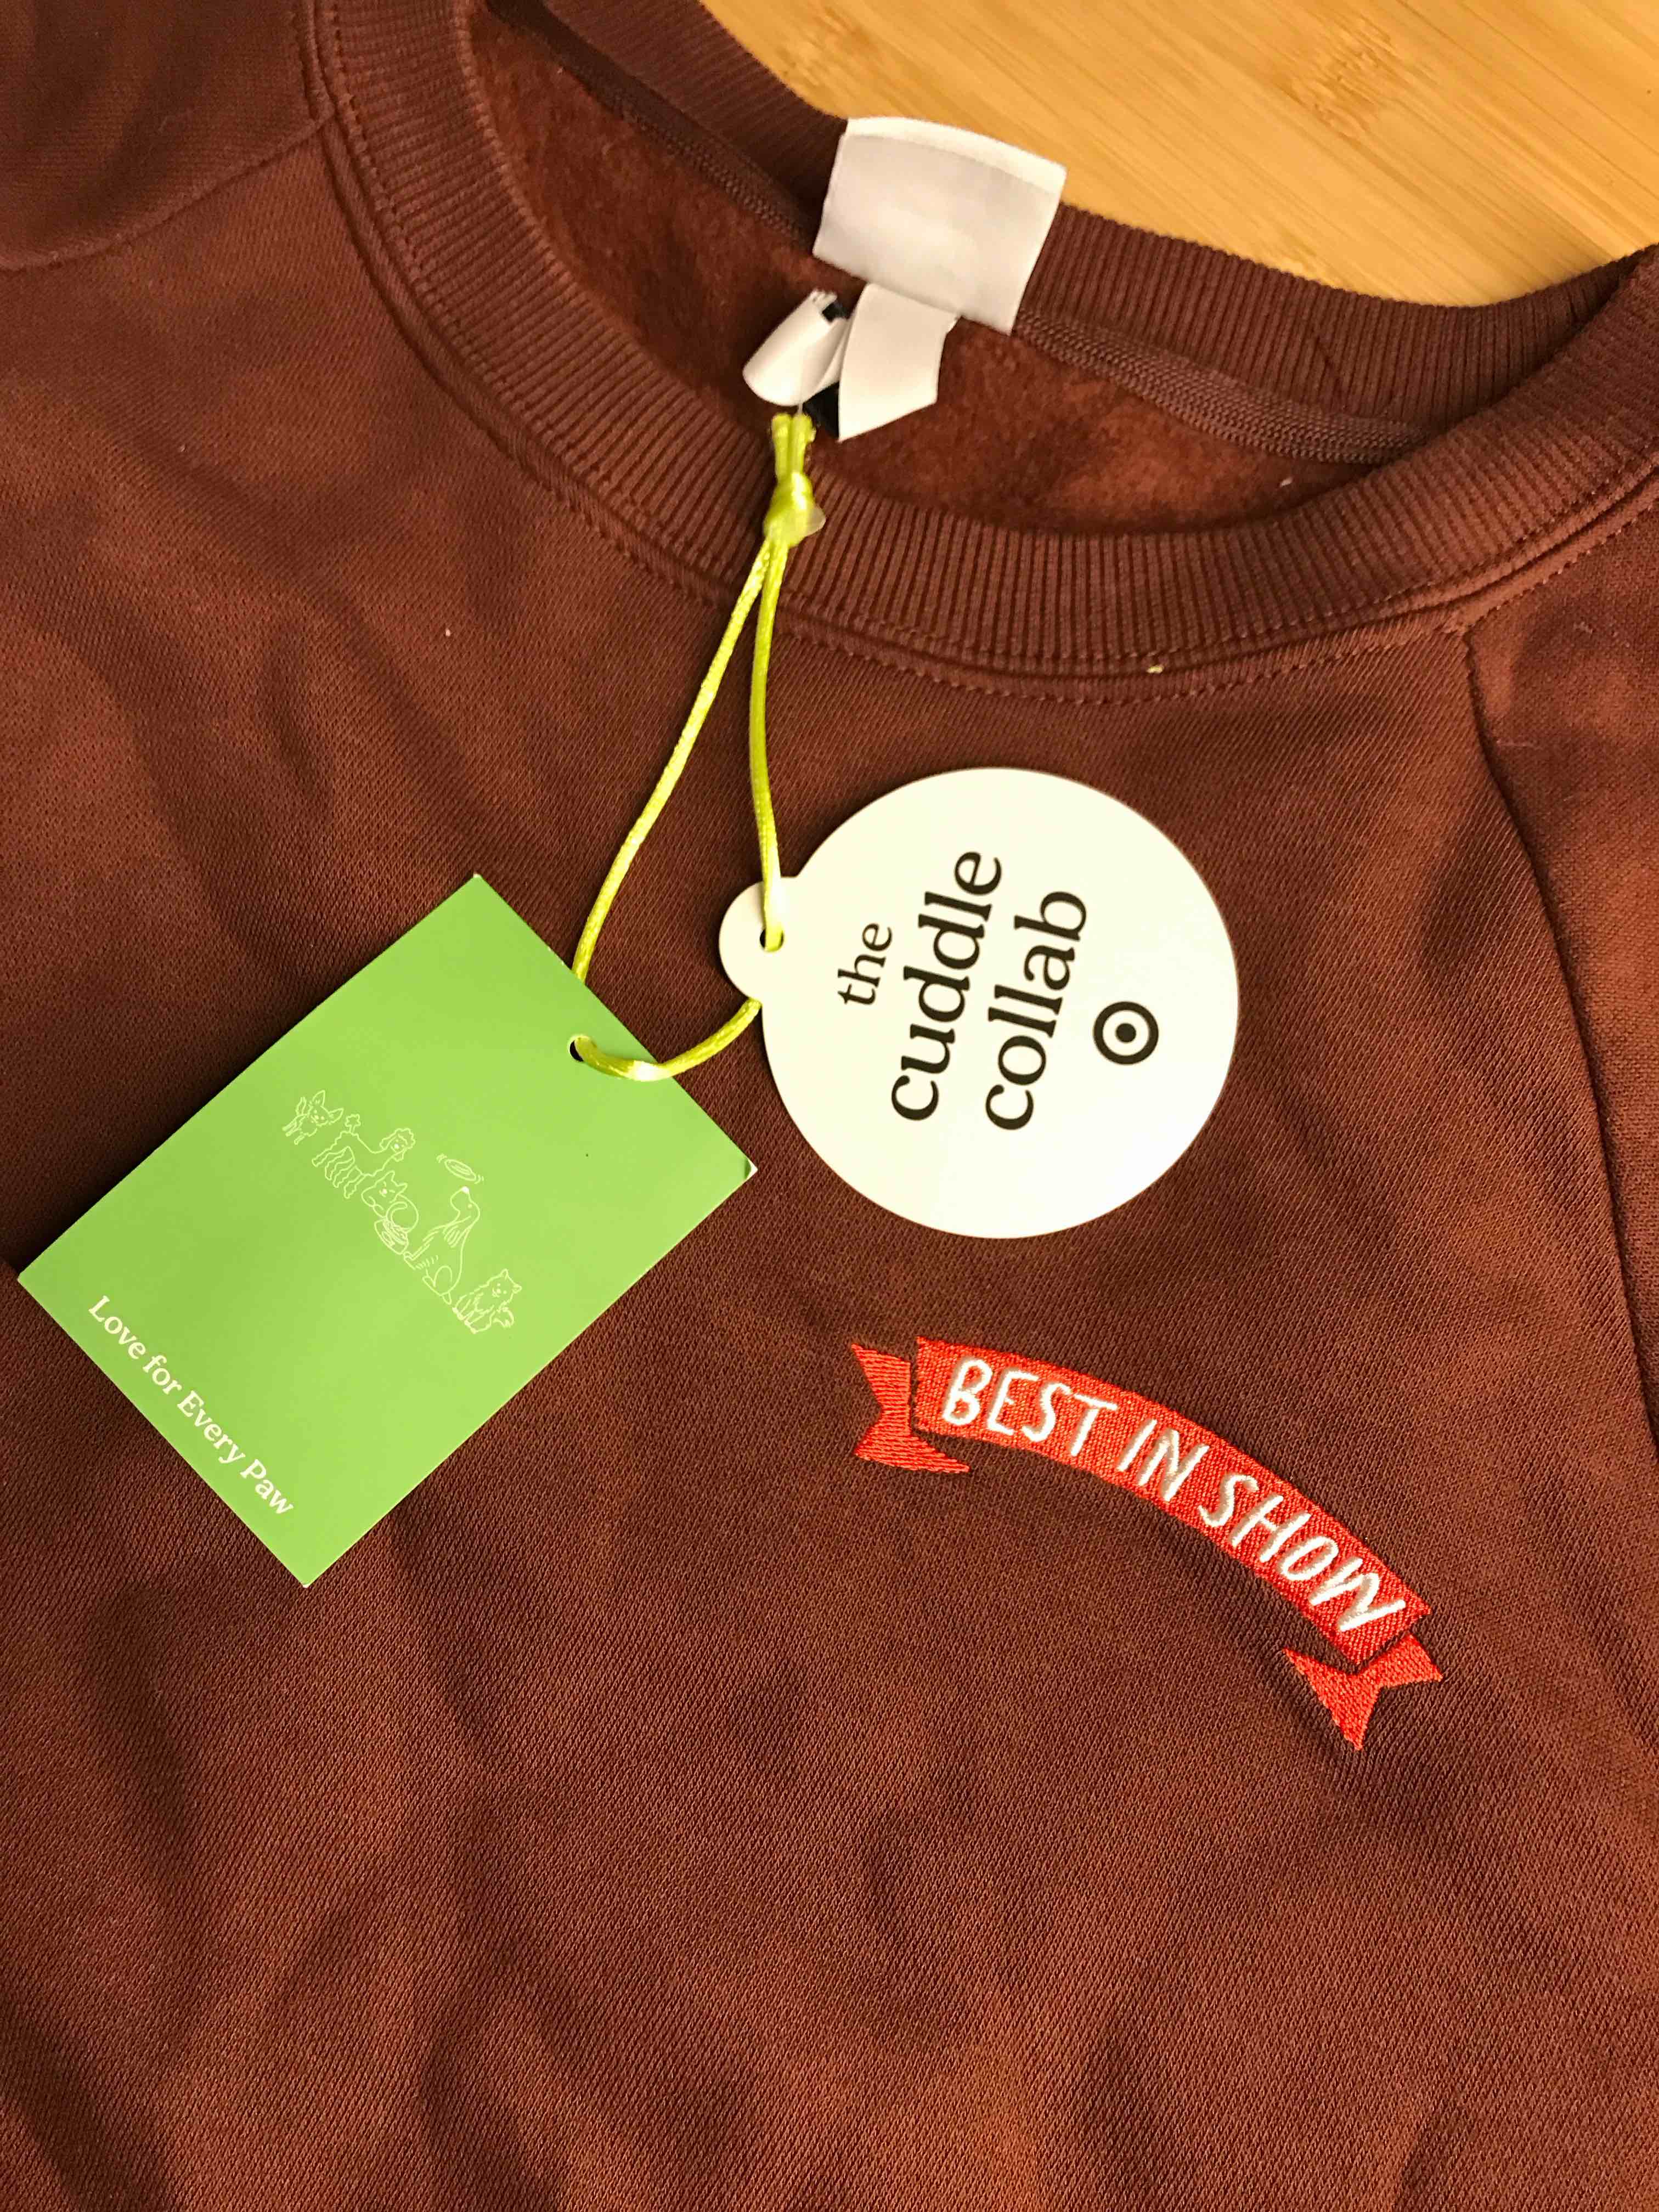 the
cuddle
collab
Love for Every Paw
BEST IN SHOW